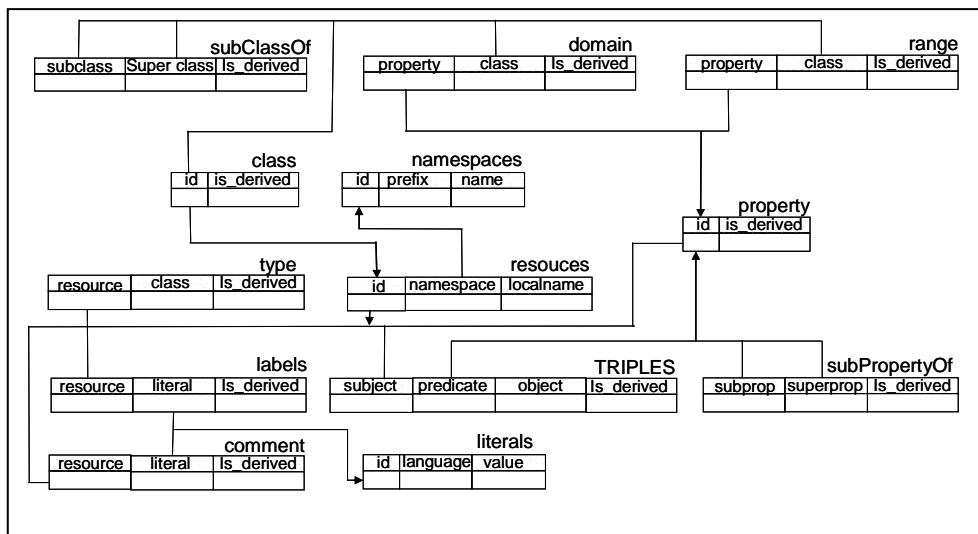 subClassOf
subclass Super class Is_derived
domain
property class Is_derived
range
property class Is_derived
class
id is_derived
namespaces
id prefix name
property
id is_derived
type
resource class Is_derived
resouces
id namespace localname
labels
resource literal Is_derived
TRIPLES
subject predicate object Is_derived
subPropertyOf
subprop superprop Is_derived
comment
resource literal Is_derived
literals
id language value